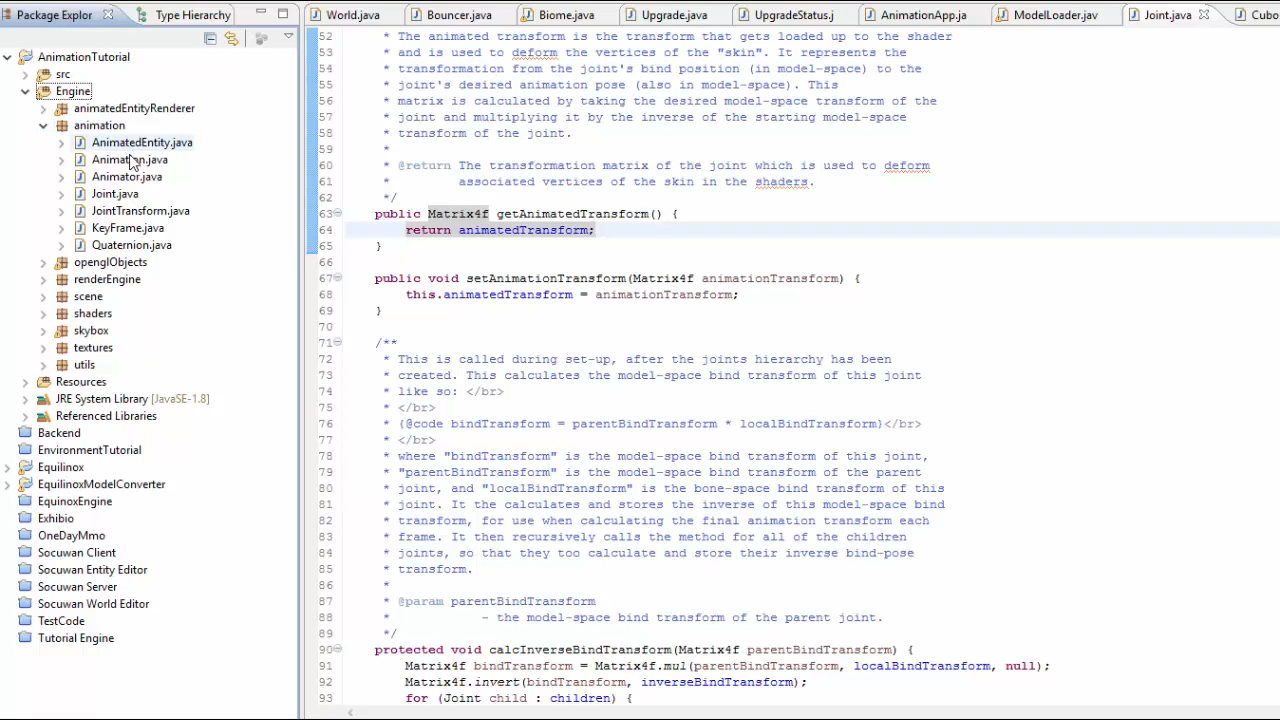 Package Explor
Type Hierarchy
World.java
Bouncer.java
Biome.java
Upgrade.java
UpgradeStatus.j
AnimationApp.ja
ModelLoader.jav
Joint.java
Cubo
AnimationTutorial
src
Engine
animatedEntityRenderer
animation
AnimatedEntity.java
Animation.java
Animator.java
Joint.java
JointTransform.java
KeyFrame.java
Quaternion.java
openglObjects
renderEngine
scene
shaders
skybox
textures
utils
Resources
JRE System Library [JavaSE-1.8]
Referenced Libraries
Backend
EnvironmentTutorial
Equilinox
EquilinoxModelConverter
EquinoxEngine
Exhibio
OneDayMmo
Socuwan Client
Socuwan Entity Editor
Socuwan Server
Socuwan World Editor
TestCode
Tutorial Engine
52 * The animated transform is the transform that gets loaded up to the shader
53 * and is used to deform the vertices of the "skin". It represents the
54 * transformation from the joint's bind position (in model-space) to the
55 * joint's desired animation pose (also in model-space). This
56 * matrix is calculated by taking the desired model-space transform of the
57 * joint and multiplying it by the inverse of the starting model-space
58 * transform of the joint.
59 *
60 * @return The transformation matrix of the joint which is used to deform
61 * associated vertices of the skin in the shaders.
62 */
63 public Matrix4f getAnimatedTransform() {
64 return animatedTransform;
65 }
66
67 public void setAnimationTransform(Matrix4f animationTransform) {
68 this.animatedTransform = animationTransform;
69 }
70
71 /**
72 * This is called during set-up, after the joints hierarchy has been
73 * created. This calculates the model-space bind transform of this joint
74 * like so: </br>
75 * </br>
76 * {@code bindTransform = parentBindTransform * localBindTransform}</br>
77 * </br>
78 * where "bindTransform" is the model-space bind transform of this joint,
79 * "parentBindTransform" is the model-space bind transform of the parent
80 * joint, and "localBindTransform" is the bone-space bind transform of this
81 * joint. It the calculates and stores the inverse of this model-space bind
82 * transform, for use when calculating the final animation transform each
83 * frame. It then recursively calls the method for all of the children
84 * joints, so that they too calculate and store their inverse bind-pose
85 * transform.
86 *
87 * @param parentBindTransform
88 * - the model-space bind transform of the parent joint.
89 */
90 protected void calcInverseBindTransform(Matrix4f parentBindTransform) {
91 Matrix4f bindTransform = Matrix4f.mul(parentBindTransform, localBindTransform, null);
92 Matrix4f.invert(bindTransform, inverseBindTransform);
93 for (Joint child : children) {